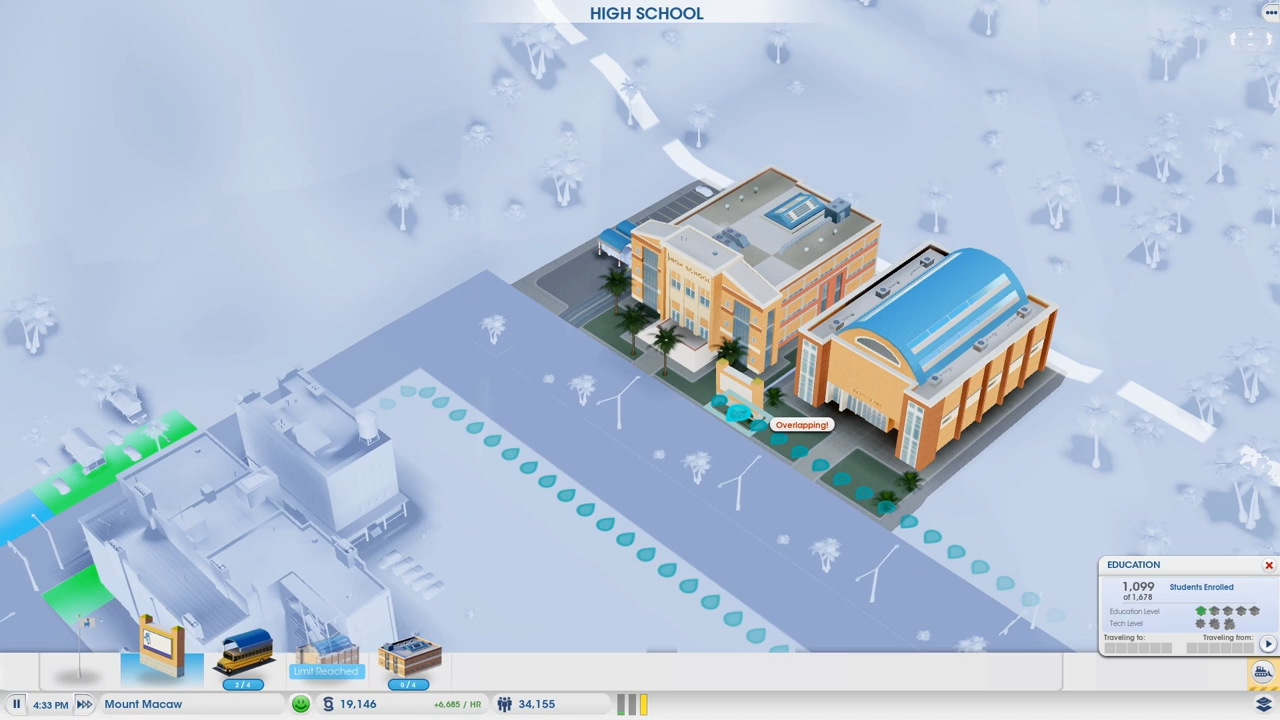 HIGH SCHOOL
HIGH SCHOOL
Overlapping!
EDUCATION
1,099
Students Enrolled
of 1,678
Education Level
Tech Level
Traveling to:
Traveling from:
Limit Reached
2 / 4
0 / 4
4:33 PM
Mount Macaw
19,146
+6,685 / HR
34,155